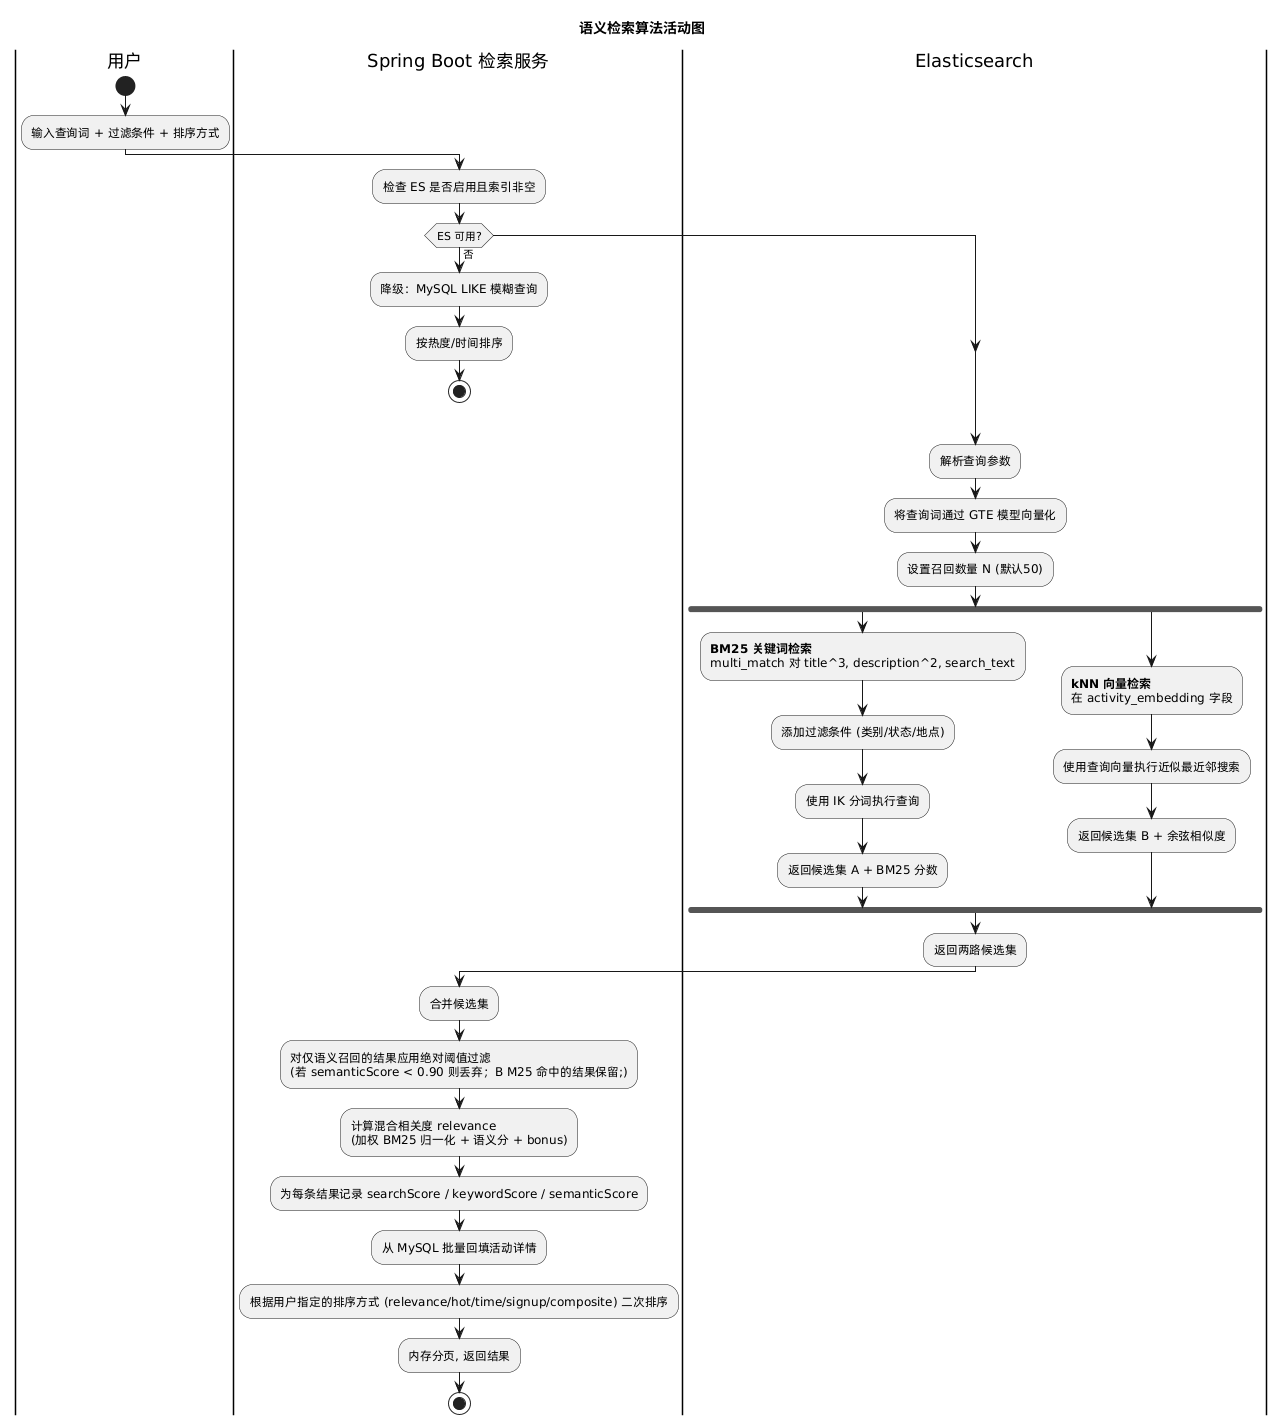 语义检索算法活动图
用户
Spring Boot 检索服务
Elasticsearch
输入查询词 + 过滤条件 + 排序方式
检查 ES 是否启用且索引非空
ES 可用?
否
降级：MySQL LIKE 模糊查询
按热度/时间排序
解析查询参数
将查询词通过 GTE 模型向量化
设置召回数量 N (默认50)
BM25 关键词检索
multi_match 对 title^3, description^2, search_text
添加过滤条件 (类别/状态/地点)
使用 IK 分词执行查询
返回候选集 A + BM25 分数
kNN 向量检索
在 activity_embedding 字段
使用查询向量执行近似最近邻搜索
返回候选集 B + 余弦相似度
返回两路候选集
合并候选集
对仅语义召回的结果应用绝对阈值过滤
(若 semanticScore < 0.90 则丢弃；B M25 命中的结果保留;)
计算混合相关度 relevance
(加权 BM25 归一化 + 语义分 + bonus)
为每条结果记录 searchScore / keywordScore / semanticScore
从 MySQL 批量回填活动详情
根据用户指定的排序方式 (relevance/hot/time/signup/composite) 二次排序
内存分页, 返回结果